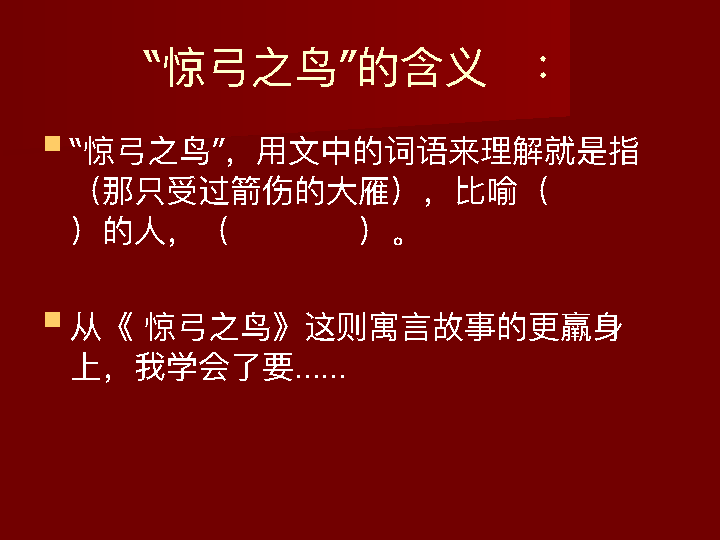 “惊弓之鸟”的含义　：
“惊弓之鸟”，用文中的词语来理解就是指
（那只受过箭伤的大雁），比喻（
）的人，（　　　　）。
从《 惊弓之鸟》这则寓言故事的更羸身
上，我学会了要……